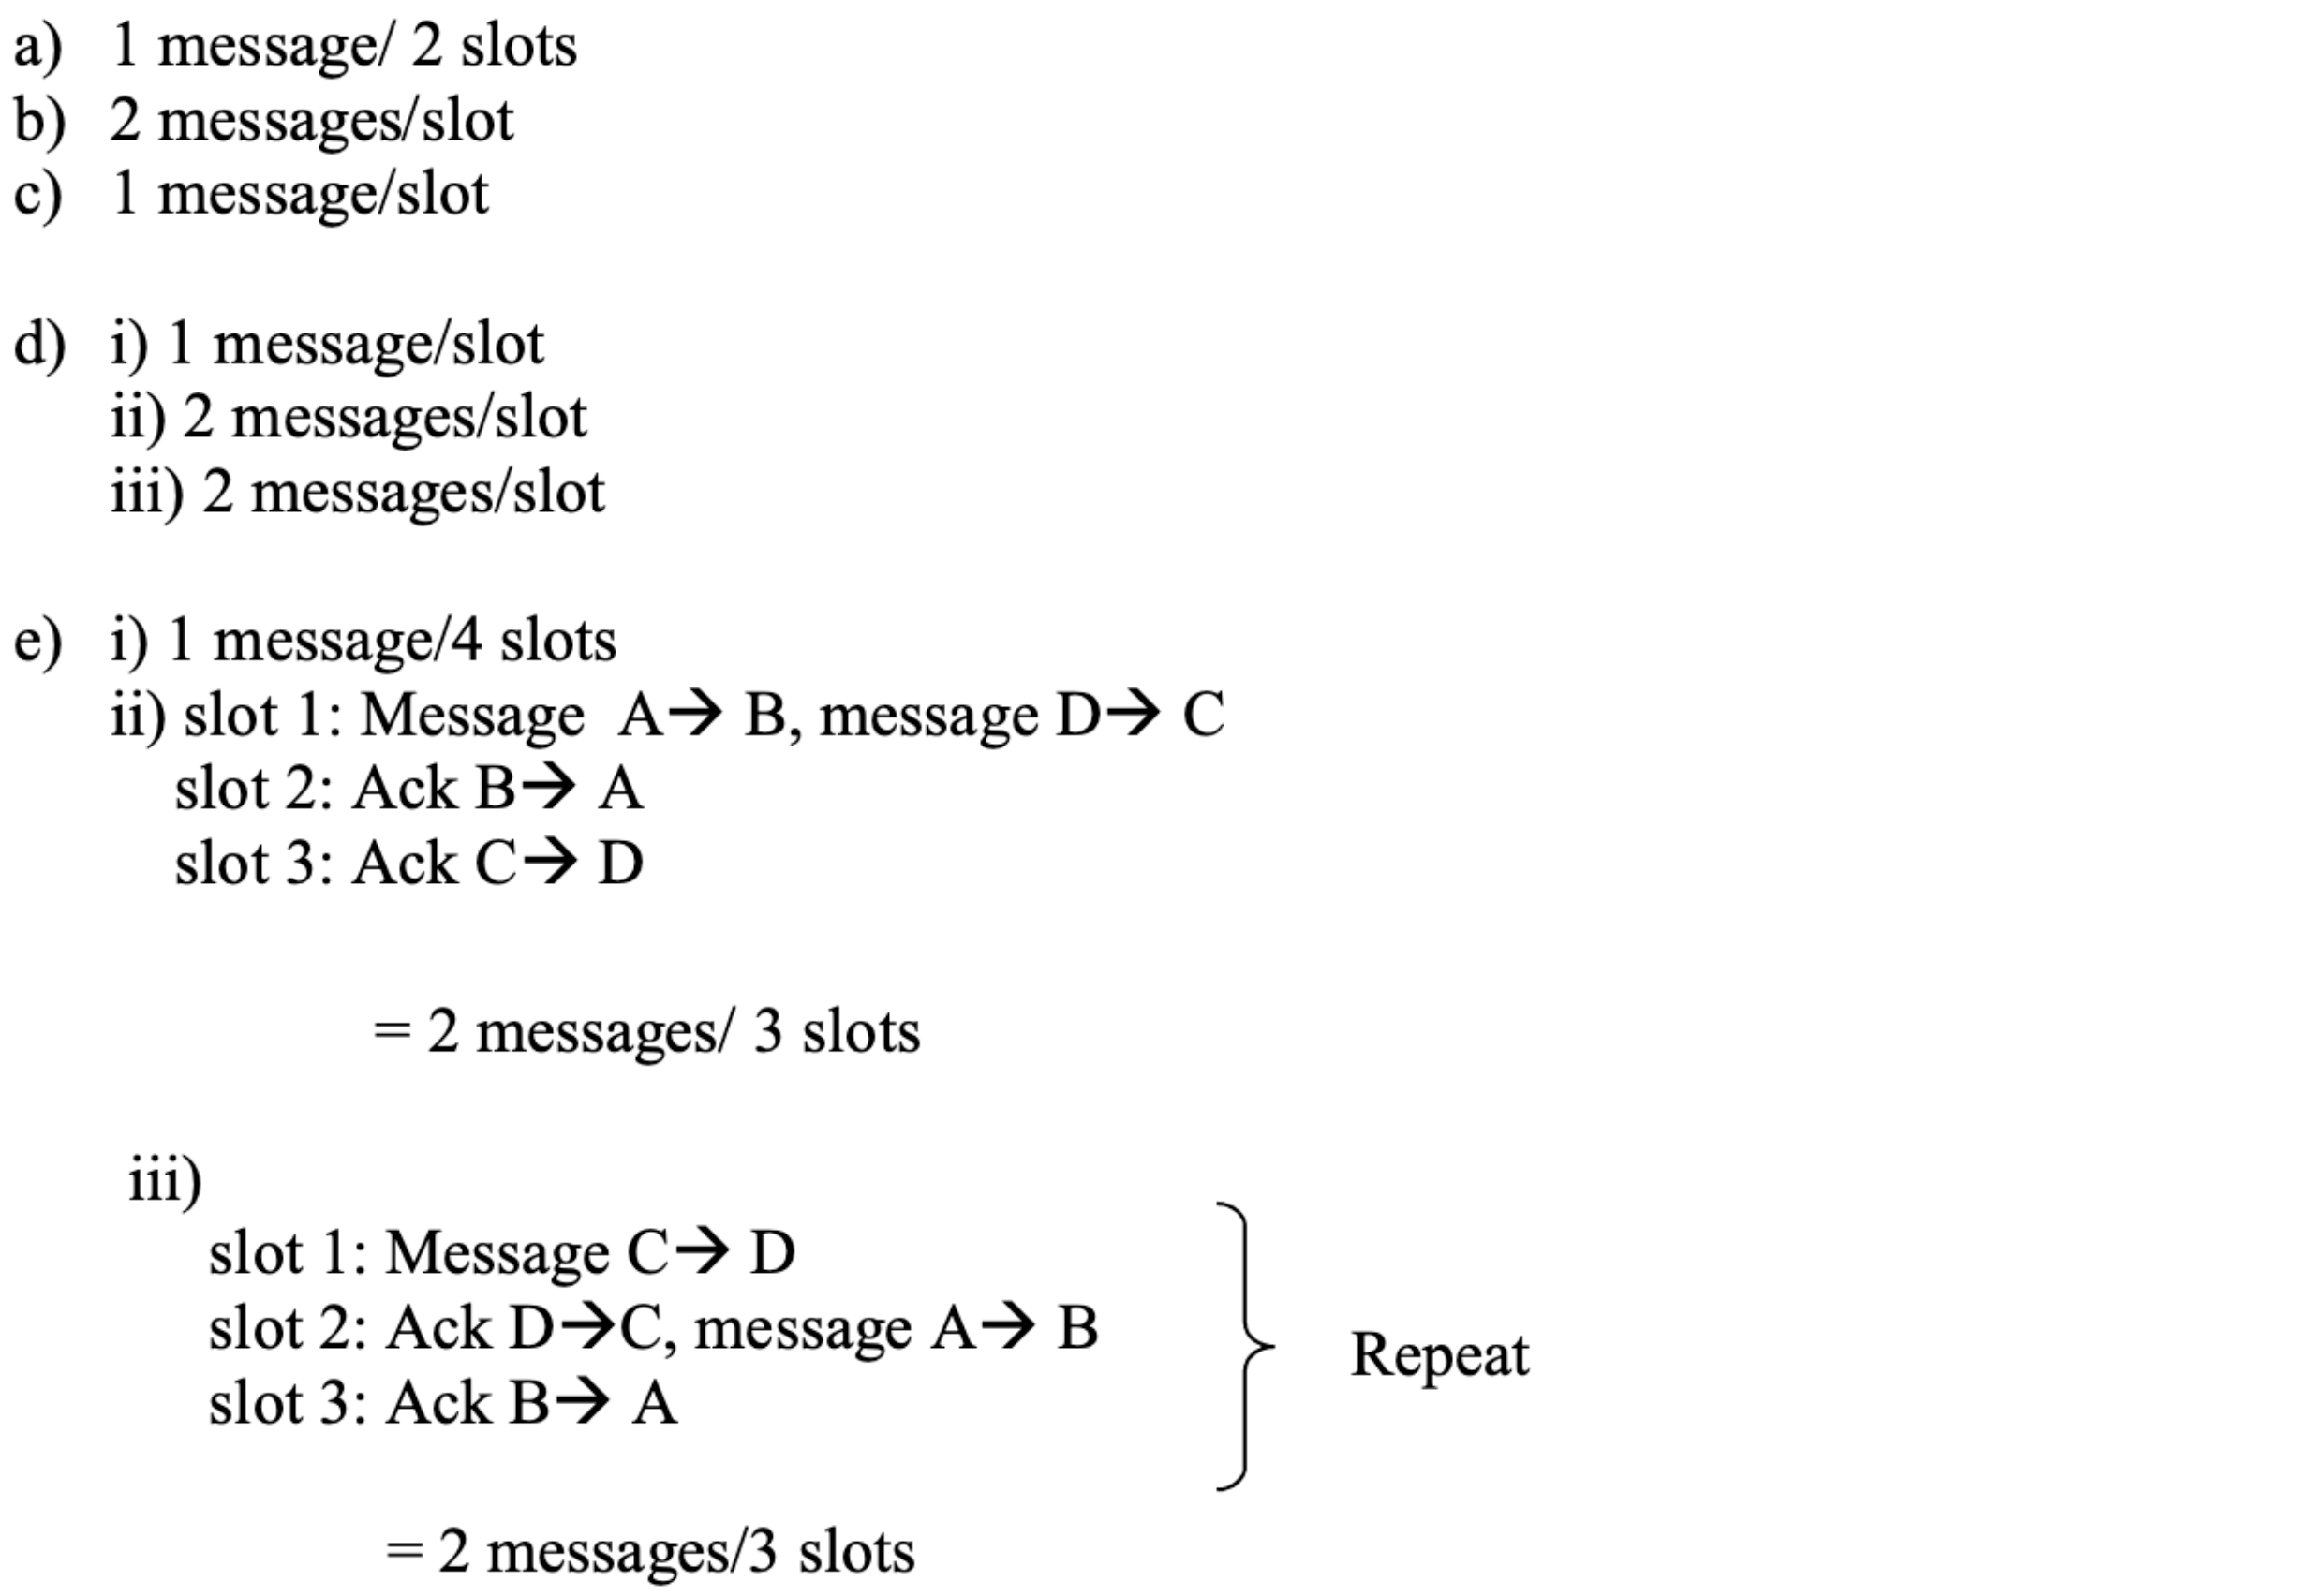 a) 1 message/ 2 slots
b) 2 messages/slot
c) 1 message/slot
d) i) 1 message/slot
ii) 2 messages/slot
iii) 2 messages/slot
e) i) 1 message/4 slots
ii) slot 1: Message A→ B, message D→ C
slot 2: Ack B→ A
slot 3: Ack C→ D
= 2 messages/ 3 slots
iii)
slot 1: Message C→ D
slot 2: Ack D→C, message A→ B
slot 3: Ack B→ A
Repeat
= 2 messages/3 slots